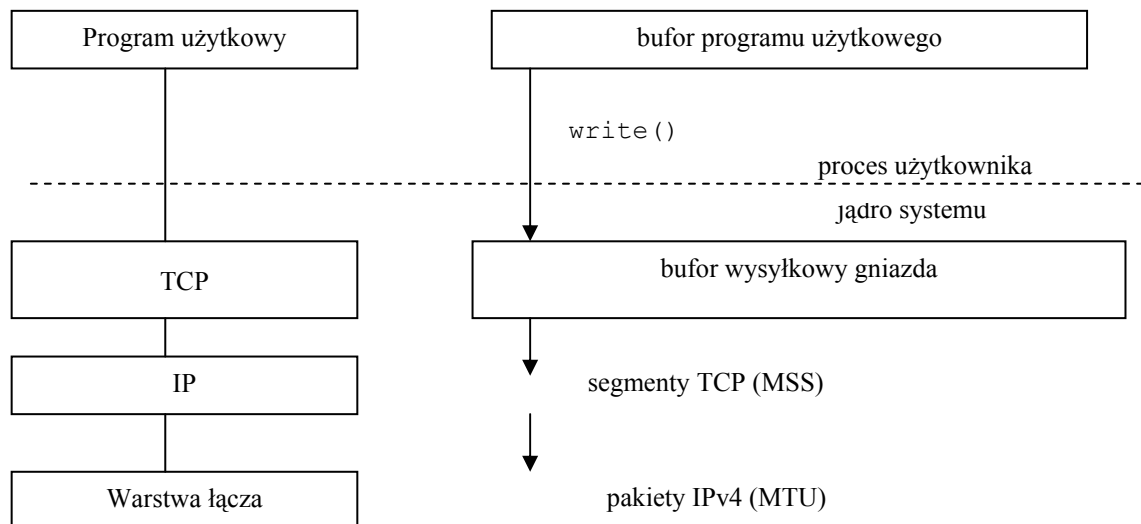 Program użytkowy
bufor programu użytkowego
write()
proces użytkownika
jądro systemu
TCP
bufor wysyłkowy gniazda
IP
segmenty TCP (MSS)
Warstwa łącza
pakiety IPv4 (MTU)